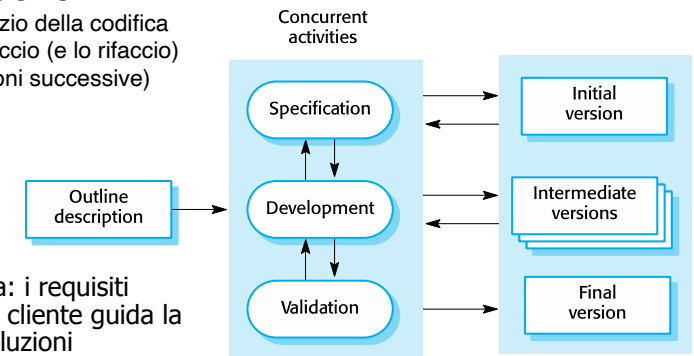 zio della codifica
ccio (e lo rifaccio)
oni successive)
Concurrent
activities
Specification
Development
Validation
Outline
description
Initial
version
Intermediate
versions
Final
version
a: i requisiti
cliente guida la
luzioni